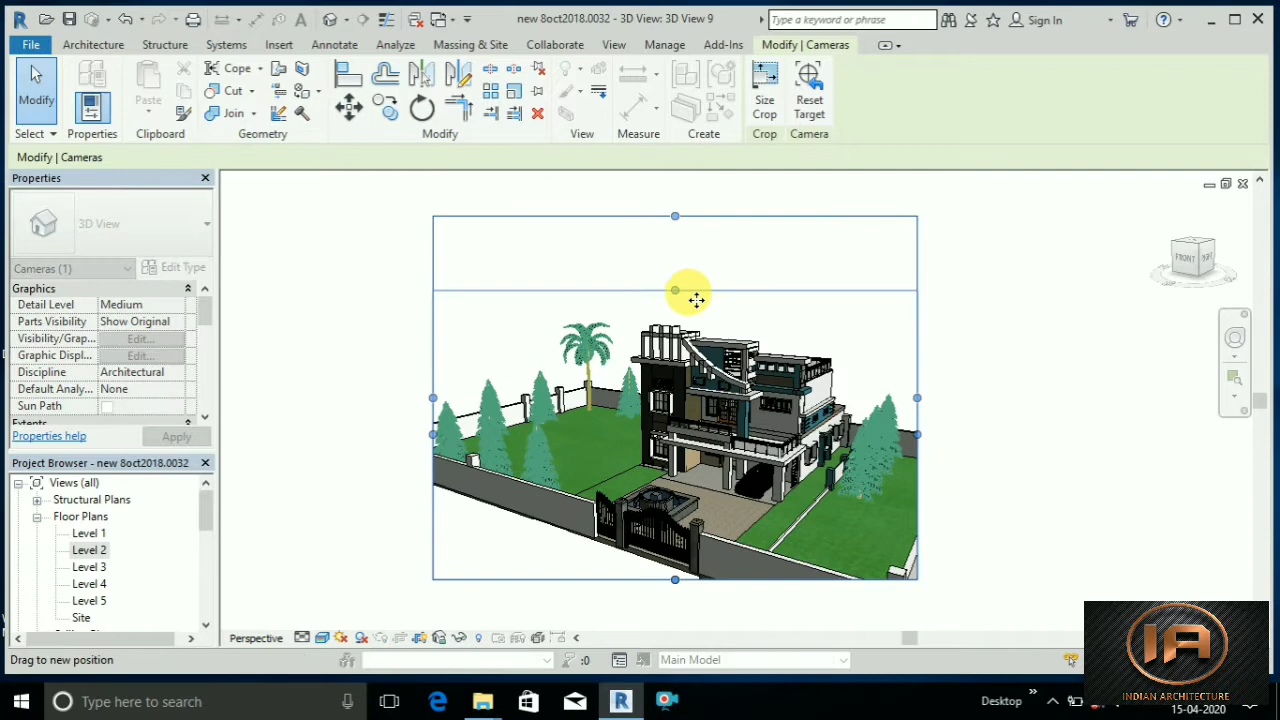 new 8oct2018.0032 - 3D View: 3D View 9
Type a keyword or phrase
Sign In
File
Architecture
Structure
Systems
Insert
Annotate
Analyze
Massing & Site
Collaborate
View
Manage
Add-Ins
Modify | Cameras
Modify
Paste
Cope
Cut
Join
Size Crop
Reset Target
Select
Properties
Clipboard
Geometry
Modify
View
Measure
Create
Crop
Camera
Modify | Cameras
Properties
3D View
Cameras (1)
Edit Type
Graphics
Detail Level Medium
Parts Visibility Show Original
Visibility/Grap... Edit...
Graphic Displ... Edit...
Discipline Architectural
Default Analy... None
Sun Path
Extents
Properties help
Apply
Project Browser - new 8oct2018.0032
Views (all)
Structural Plans
Floor Plans
Level 1
Level 2
Level 3
Level 4
Level 5
Site
FRONT
Perspective
Drag to new position
:0
Main Model
IA
INDIAN ARCHITECTURE
Type here to search
Desktop
15-04-2020